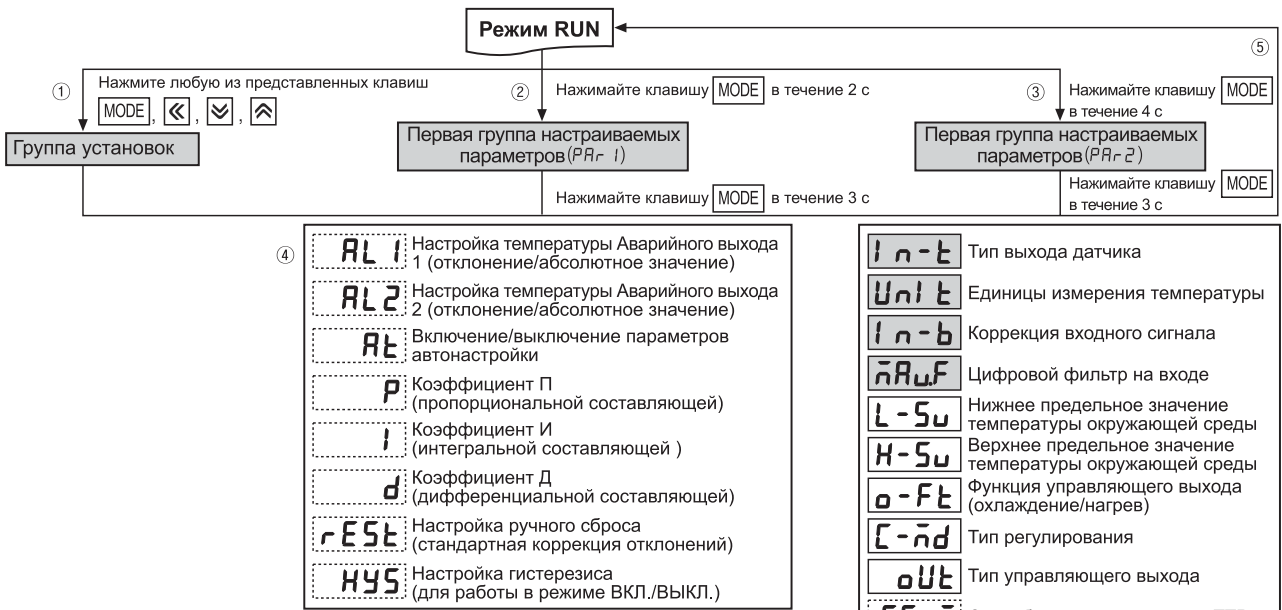 Режим RUN
⑤
① Нажмите любую из представленных клавиш
MODE, «, ,
② Нажимайте клавишу MODE в течение 2 с
③ Нажимайте клавишу MODE
в течение 4 с
Группа установок
Первая группа настраиваемых
параметров (PAr 1)
Первая группа настраиваемых
параметров (PAr2)
Нажимайте клавишу MODE в течение 3 с
Нажимайте клавишу MODE
в течение 3 с
④
AL1 Настройка температуры Аварийного выхода
1 (отклонение/абсолютное значение)
AL2 Настройка температуры Аварийного выхода
2 (отклонение/абсолютное значение)
At Включение/выключение параметров
автонастройки
P Коэффициент П
(пропорциональной составляющей)
I Коэффициент И
(интегральной составляющей )
d Коэффициент Д
(дифференциальной составляющей)
rESt Настройка ручного сброса
(стандартная коррекция отклонений)
HYS Настройка гистерезиса
(для работы в режиме ВКЛ./ВЫКЛ.)
In-t Тип выхода датчика
UnIt Единицы измерения температуры
In-b Коррекция входного сигнала
mAv.F Цифровой фильтр на входе
L-Sv Нижнее предельное значение
температуры окружающей среды
H-Sv Верхнее предельное значение
температуры окружающей среды
o-Ft Функция управляющего выхода
(охлаждение/нагрев)
C-md Тип регулирования
oUt Тип управляющего выхода